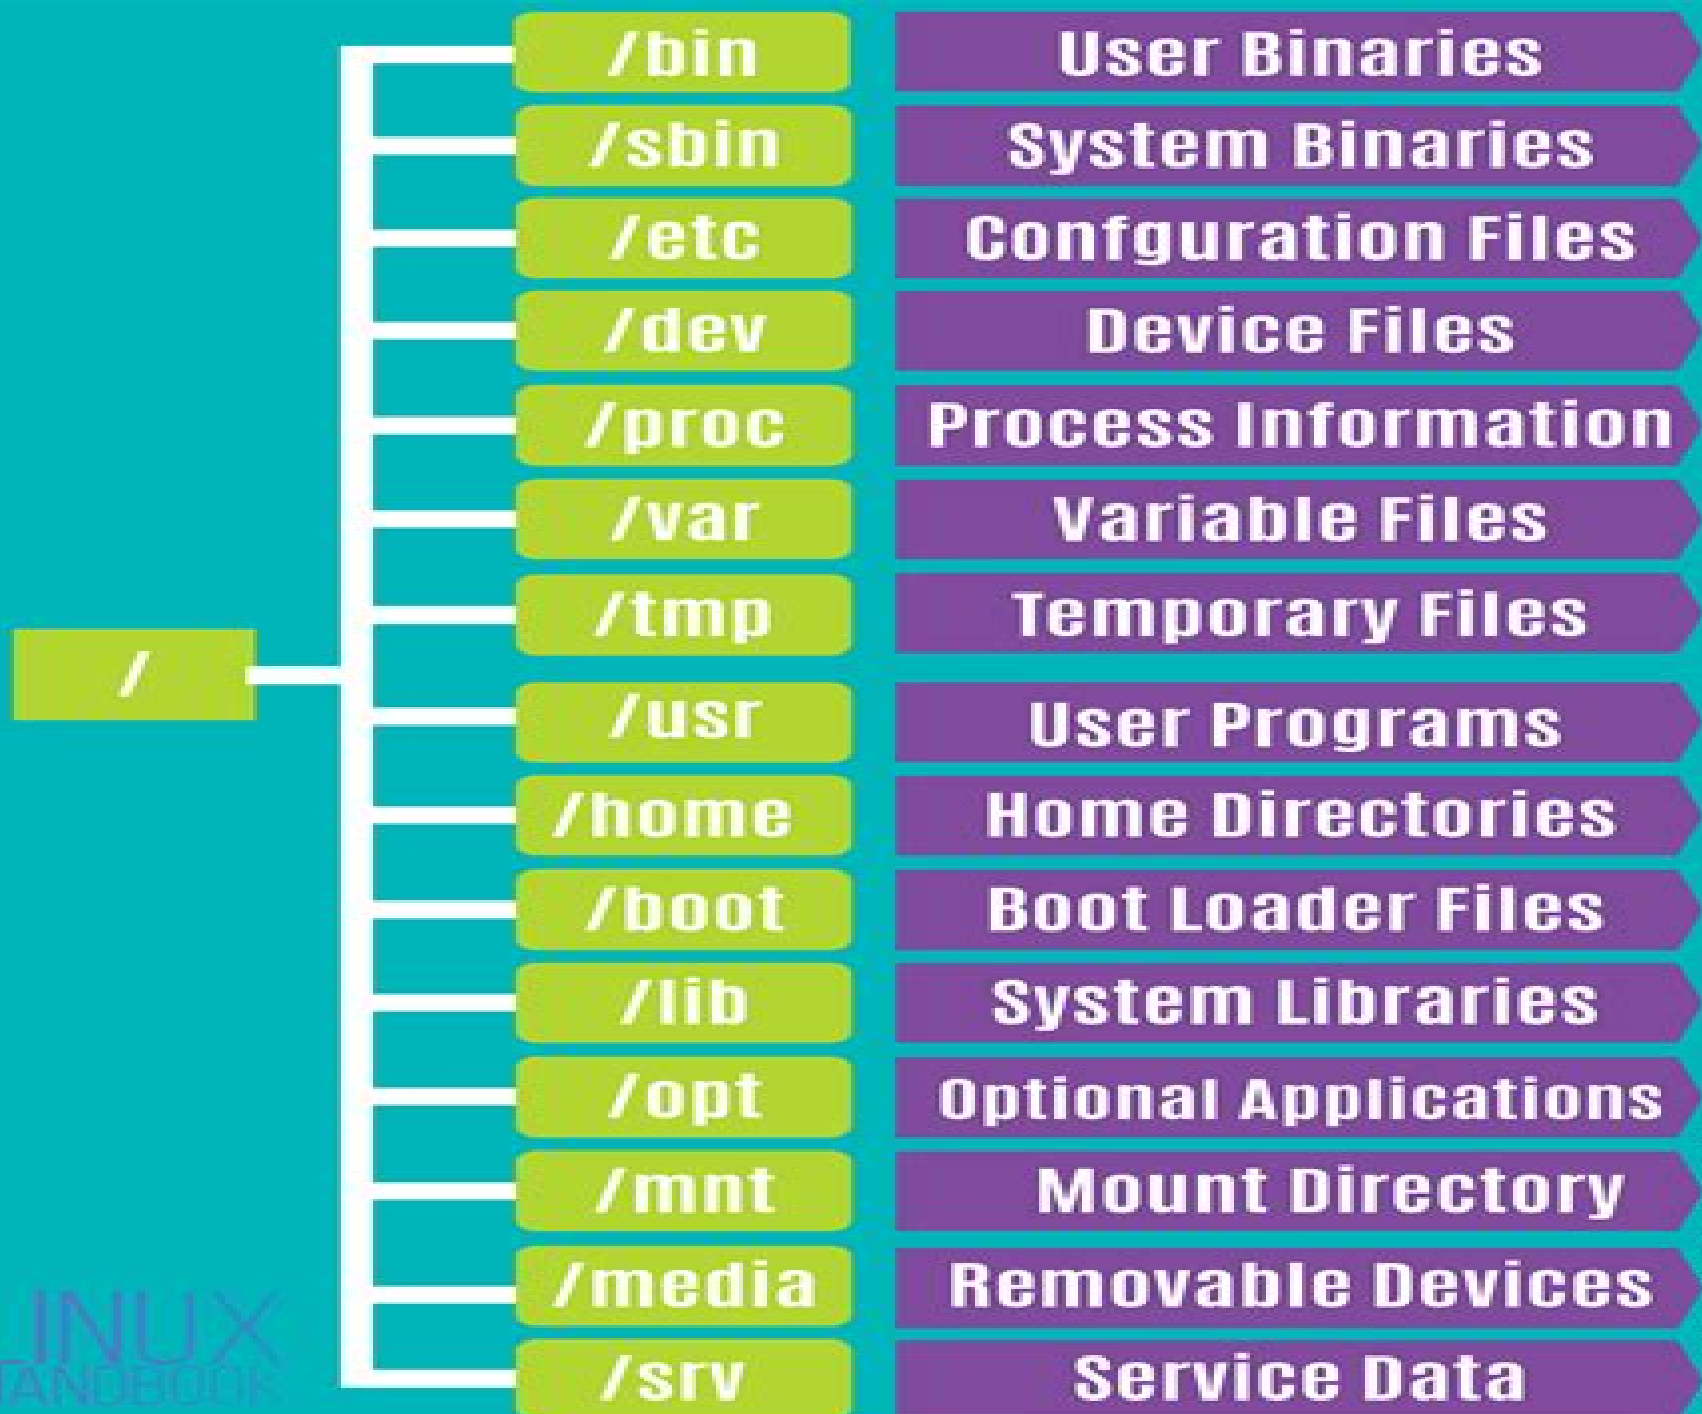 /bin User Binaries
/sbin System Binaries
/etc Confguration Files
/dev Device Files
/proc Process Information
/var Variable Files
/tmp Temporary Files
/
/usr User Programs
/home Home Directories
/boot Boot Loader Files
/lib System Libraries
/opt Optional Applications
/mnt Mount Directory
/media Removable Devices
/srv Service Data
LINUX
HANDBOOK